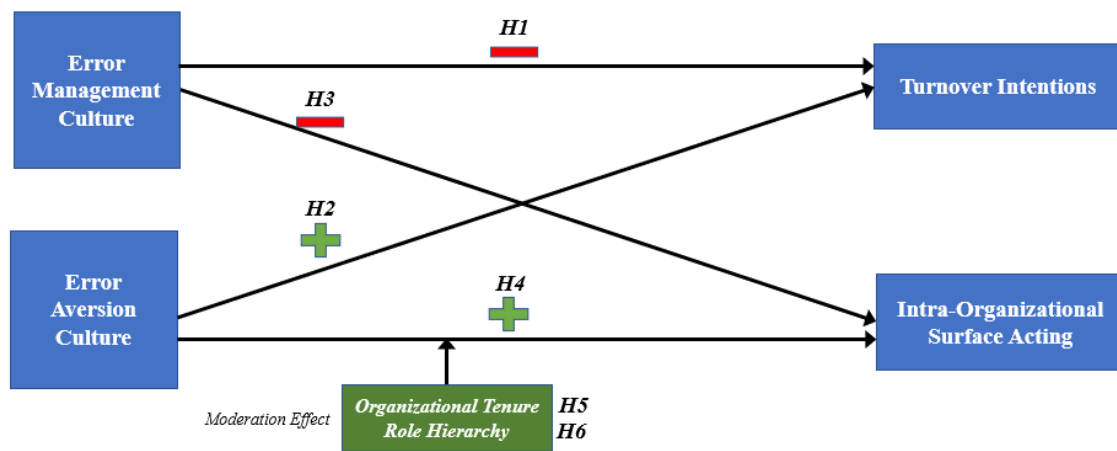 H1
Error
Management
Culture
Turnover Intentions
H3
H2
Error
Aversion
Culture
H4
Intra-Organizational
Surface Acting
Moderation Effect
Organizational Tenure
Role Hierarchy
H5
H6